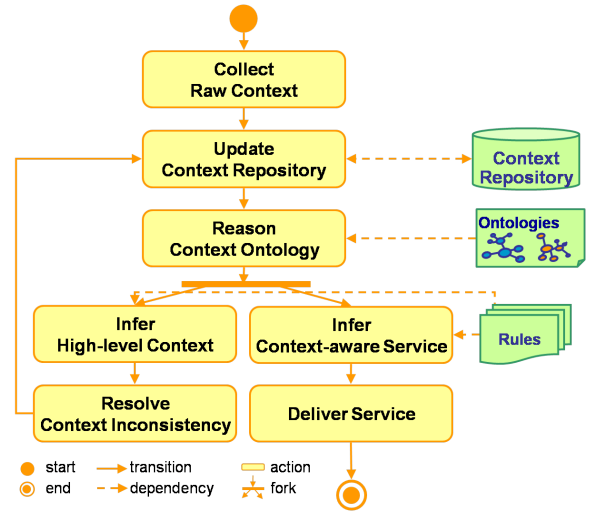 Collect
Raw Context
Update
Context Repository
Context
Repository
Reason
Context Ontology
Ontologies
Infer
High-level Context
Infer
Context-aware Service
Rules
Resolve
Context Inconsistency
Deliver Service
start
transition
action
end
dependency
fork